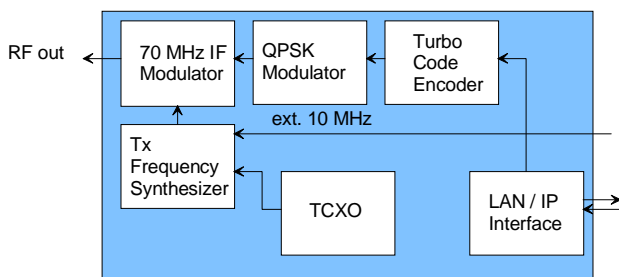 RF out
70 MHz IF
Modulator
QPSK
Modulator
Turbo
Code
Encoder
ext. 10 MHz
Tx
Frequency
Synthesizer
TCXO
LAN / IP
Interface